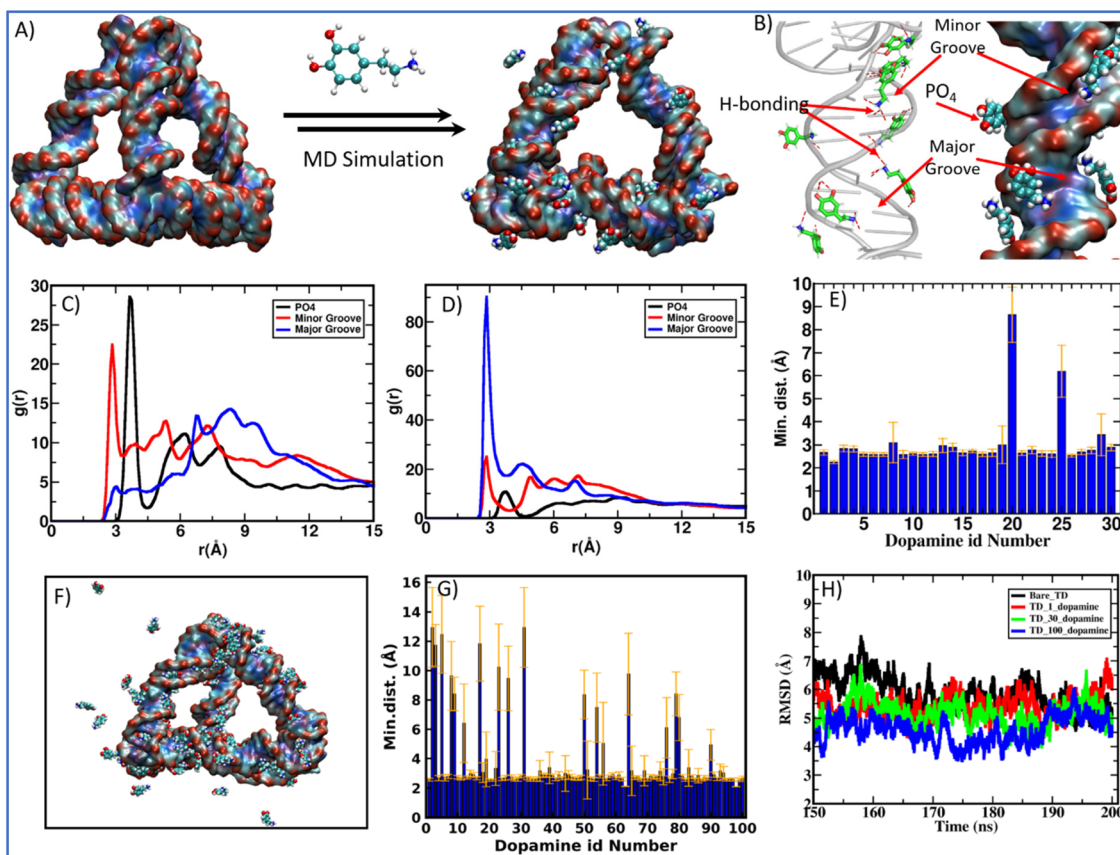 A)
MD Simulation
B)
Minor
Groove
PO4
H-bonding
Major
Groove
C)
PO4
Minor Groove
Major Groove
g(r)
30
25
20
15
10
5
0
0 3 6 9 12 15
r(Å)
D)
PO4
Minor Groove
Major Groove
g(r)
100
80
60
40
20
0
0 3 6 9 12 15
r(Å)
E)
Min. dist. (Å)
10
9
8
7
6
5
4
3
2
1
0
5 10 15 20 25 30
Dopamine id Number
F)
G)
Min.dist. (Å)
16
14
12
10
8
6
4
2
0
0 10 20 30 40 50 60 70 80 90 100
Dopamine id Number
H)
Bare_TD
TD_1_dopamine
TD_30_dopamine
TD_100_dopamine
RMSD (Å)
10
9
8
7
6
5
4
3
2
150 160 170 180 190 200
Time (ns)